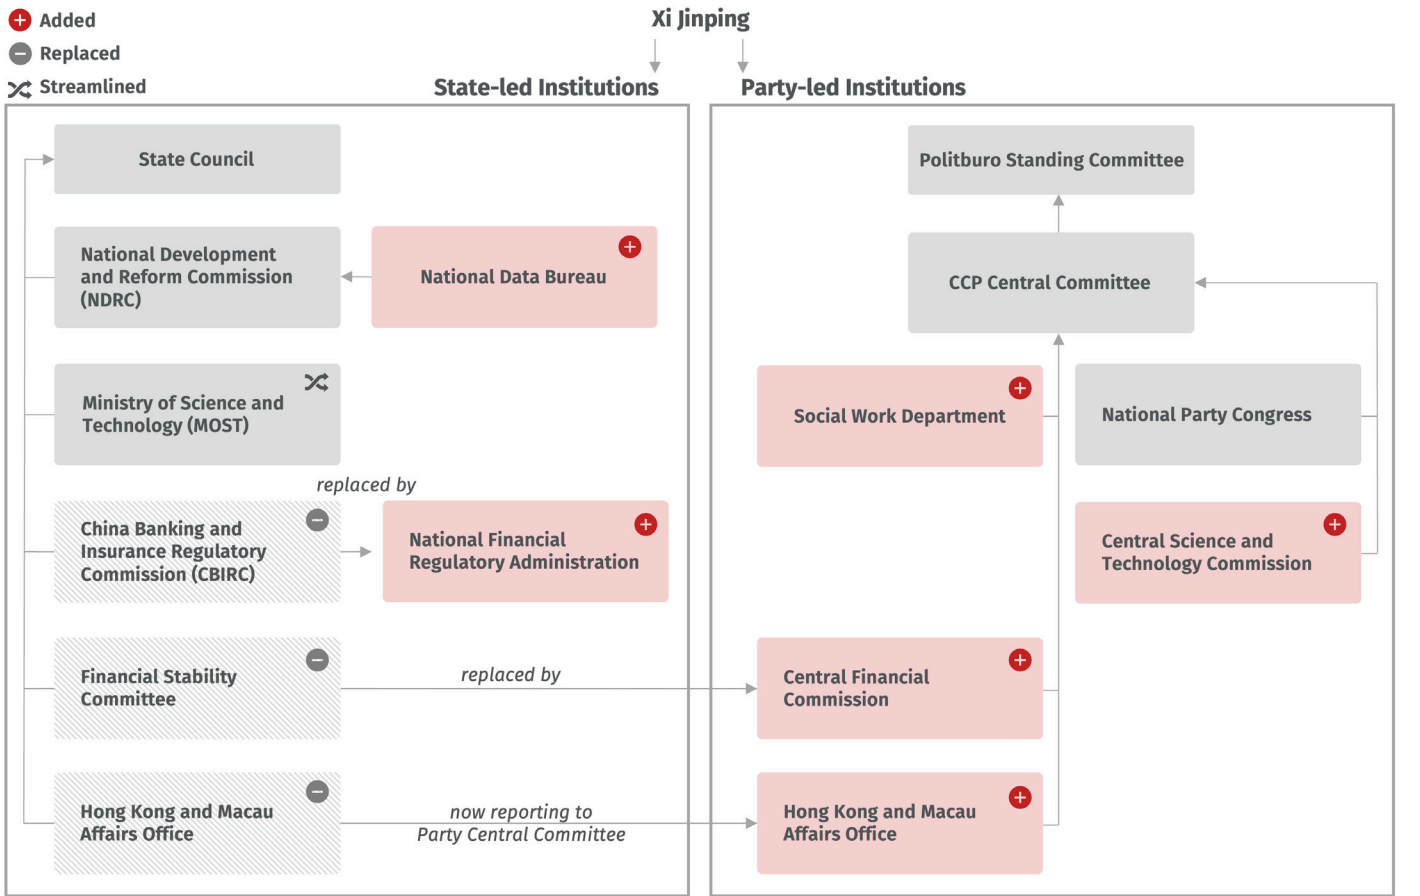 Added
Replaced
Streamlined
Xi Jinping
State-led Institutions
Party-led Institutions
State Council
National Development
and Reform Commission
(NDRC)
National Data Bureau
Ministry of Science and
Technology (MOST)
replaced by
China Banking and
Insurance Regulatory
Commission (CBIRC)
National Financial
Regulatory Administration
Financial Stability
Committee
replaced by
Hong Kong and Macau
Affairs Office
now reporting to
Party Central Committee
Politburo Standing Committee
CCP Central Committee
Social Work Department
National Party Congress
Central Science and
Technology Commission
Central Financial
Commission
Hong Kong and Macau
Affairs Office